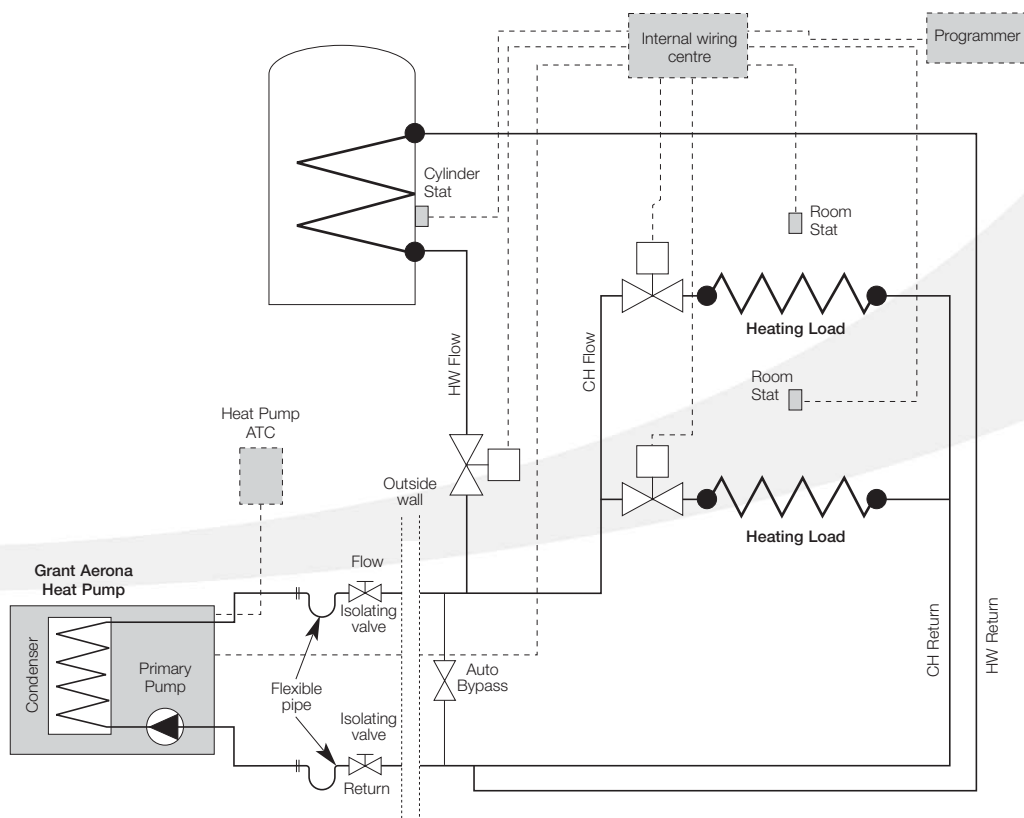 Internal wiring
centre
Programmer
Cylinder
Stat
Room
Stat
Heating Load
HW Flow
CH Flow
Room
Stat
Heat Pump
ATC
Outside
wall
Heating Load
Flow
Isolating
valve
Grant Aerona
Heat Pump
Condenser
Primary
Pump
Flexible
pipe
Auto
Bypass
CH Return
HW Return
Isolating
valve
Return